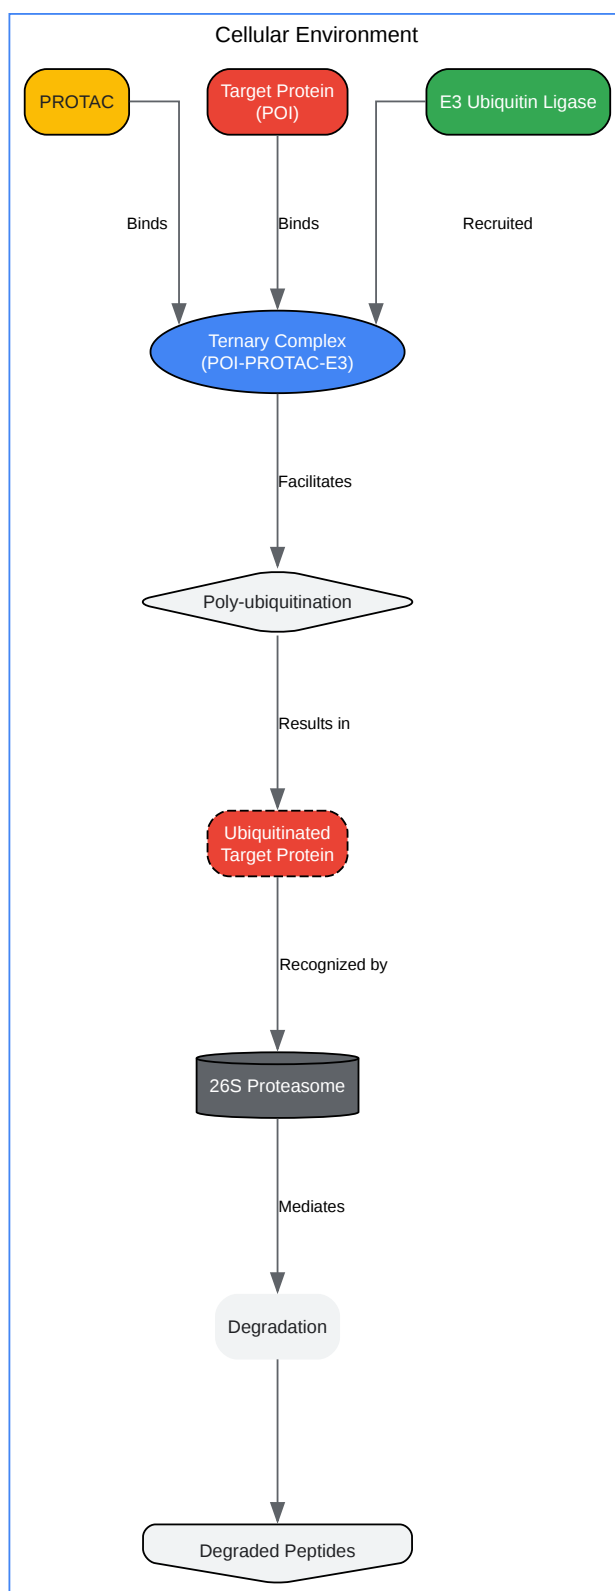 Cellular Environment
PROTAC
Target Protein
(POI)
E3 Ubiquitin Ligase
Binds
Binds
Recruited
Ternary Complex
(POI-PROTAC-E3)
Facilitates
Poly-ubiquitination
Results in
Ubiquitinated
Target Protein
Recognized by
26S Proteasome
Mediates
Degradation
Degraded Peptides